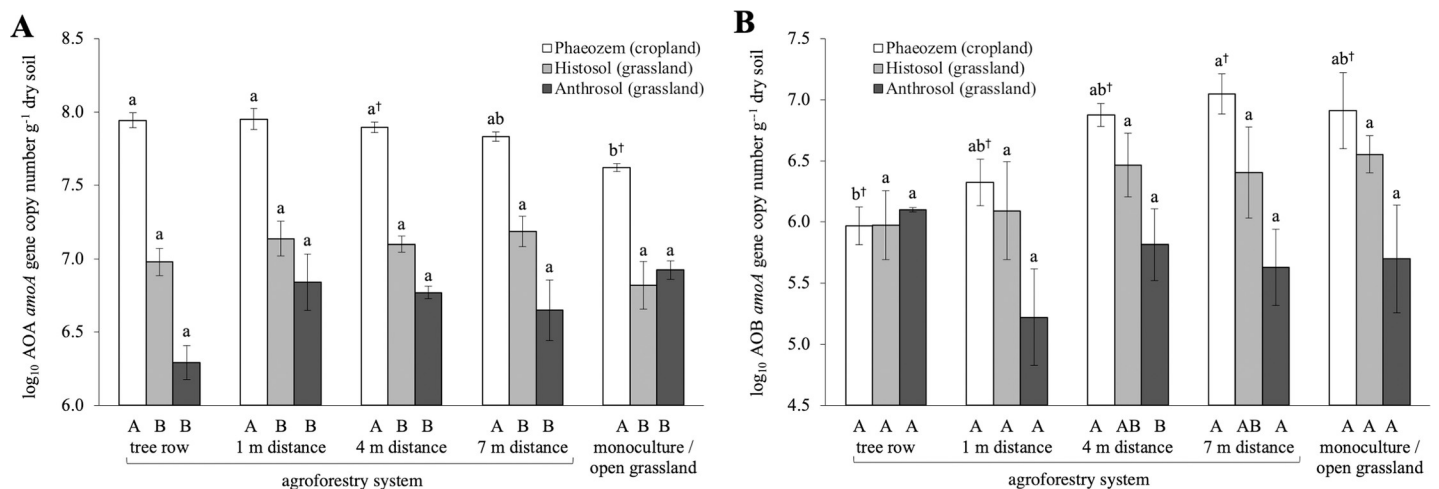 A
log₁₀ AOA amoA gene copy number g⁻¹ dry soil
8.5
8.0
7.5
7.0
6.5
6.0
Phaeozem (cropland)
Histosol (grassland)
Anthrosol (grassland)
a
a
a
a
a
a
a†
a
a
ab
a
a
b†
a
a
A B B
A B B
A B B
A B B
A B B
tree row
1 m distance
4 m distance
7 m distance
monoculture /
open grassland
agroforestry system
B
log₁₀ AOB amoA gene copy number g⁻¹ dry soil
7.5
7.0
6.5
6.0
5.5
5.0
4.5
Phaeozem (cropland)
Histosol (grassland)
Anthrosol (grassland)
b†
a
a
ab†
a
a
ab†
a
a
a†
a
a
ab†
a
a
A A A
A A A
A AB B
A AB A
A A A
tree row
1 m distance
4 m distance
7 m distance
monoculture /
open grassland
agroforestry system